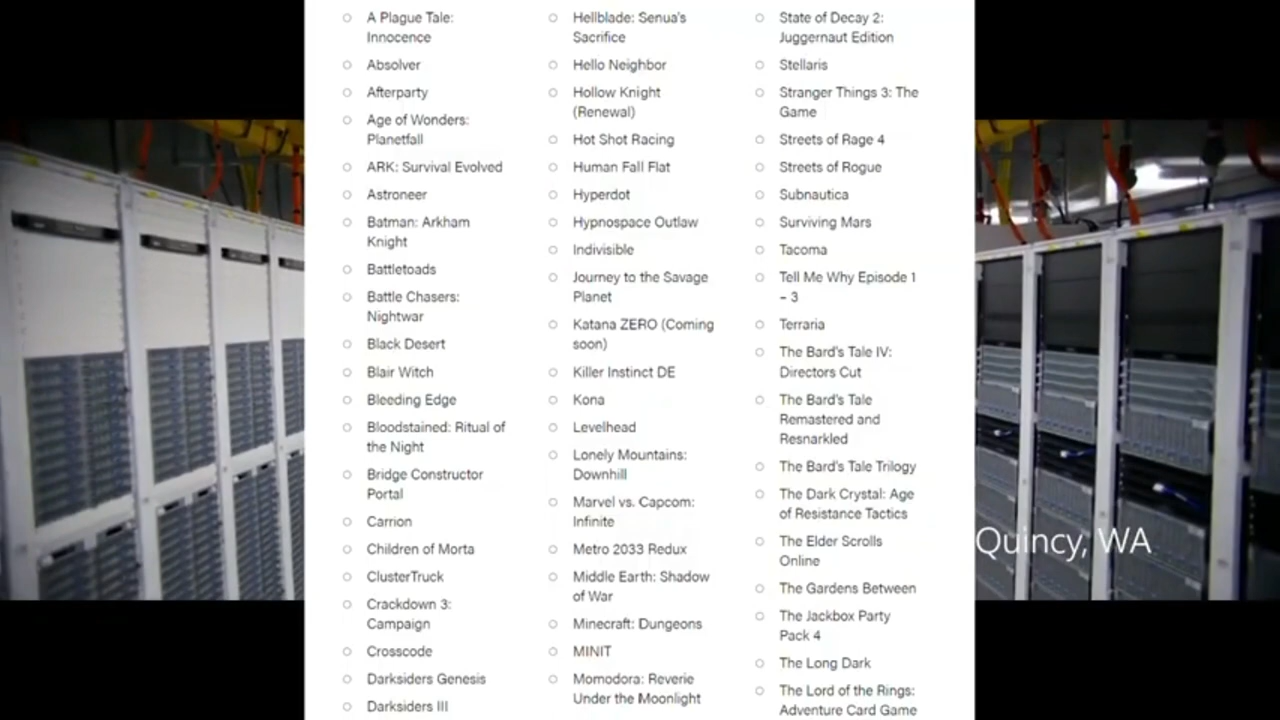 A Plague Tale:
Innocence
Absolver
Afterparty
Age of Wonders:
Planetfall
ARK: Survival Evolved
Astroneer
Batman: Arkham
Knight
Battletoads
Battle Chasers:
Nightwar
Black Desert
Blair Witch
Bleeding Edge
Bloodstained: Ritual of
the Night
Bridge Constructor
Portal
Carrion
Children of Morta
ClusterTruck
Crackdown 3:
Campaign
Crosscode
Darksiders Genesis
Darksiders III
Hellblade: Senua's
Sacrifice
Hello Neighbor
Hollow Knight
(Renewal)
Hot Shot Racing
Human Fall Flat
Hyperdot
Hypnospace Outlaw
Indivisible
Journey to the Savage
Planet
Katana ZERO (Coming
soon)
Killer Instinct DE
Kona
Levelhead
Lonely Mountains:
Downhill
Marvel vs. Capcom:
Infinite
Metro 2033 Redux
Middle Earth: Shadow
of War
Minecraft: Dungeons
MINIT
Momodora: Reverie
Under the Moonlight
State of Decay 2:
Juggernaut Edition
Stellaris
Stranger Things 3: The
Game
Streets of Rage 4
Streets of Rogue
Subnautica
Surviving Mars
Tacoma
Tell Me Why Episode 1
– 3
Terraria
The Bard's Tale IV:
Directors Cut
The Bard's Tale
Remastered and
Resnarkled
The Bard's Tale Trilogy
The Dark Crystal: Age
of Resistance Tactics
The Elder Scrolls
Online
The Gardens Between
The Jackbox Party
Pack 4
The Long Dark
The Lord of the Rings:
Adventure Card Game
Quincy, WA